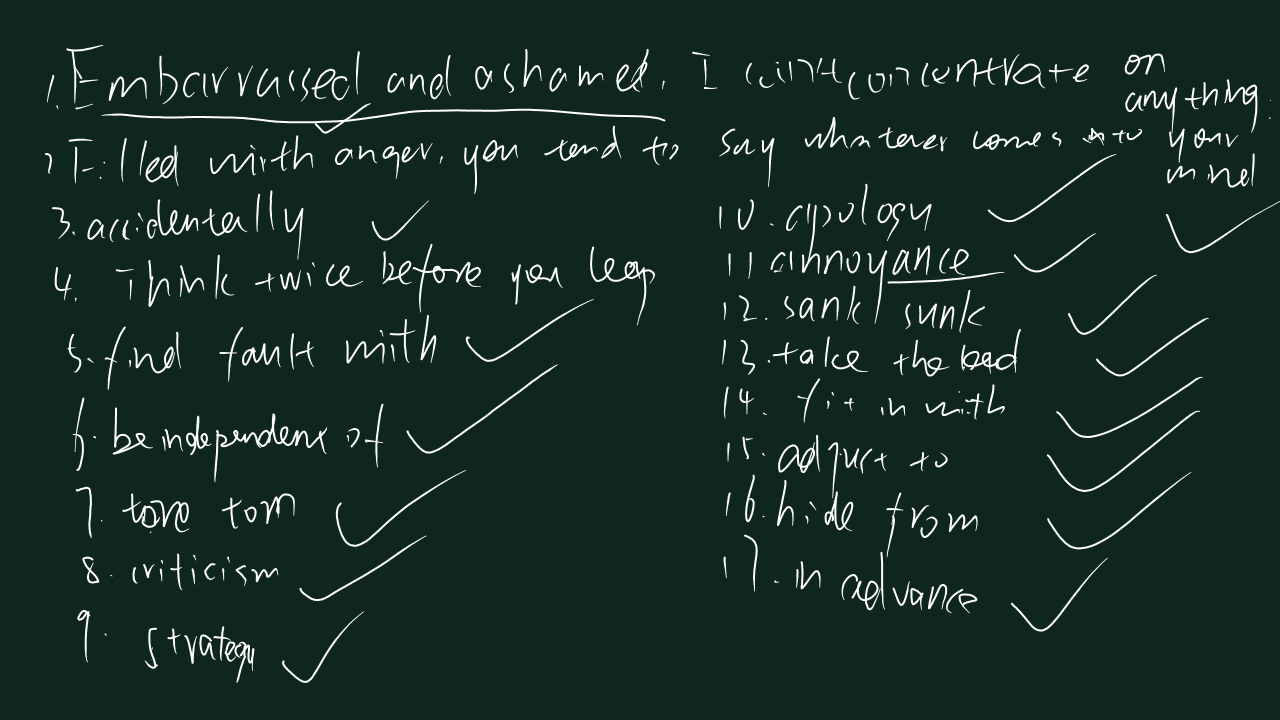 1. Embarrassed and ashamed, I can't concentrate on anything.
2 Filled with anger, you tend to say whatever comes into your mind
3. accidentally
4. Think twice before you leap
5. find fault with
6. be independent of
7. tore torn
8. criticism
9. strategy
10. apology
11 annoyance
12. sank / sunk
13. take the lead
14. fit in with
15. adjust to
16. hide from
17. in advance